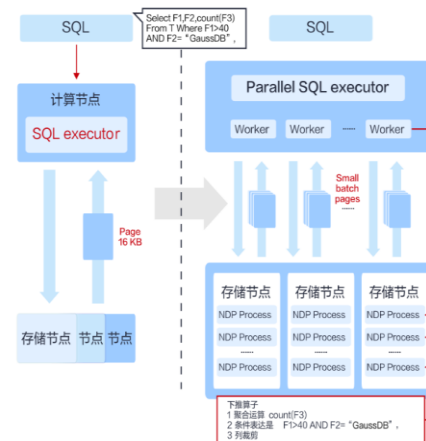 SQL
Select F1,F2,count(F3)
From T Where F1>40
AND F2= “GaussDB”,
计算节点
SQL executor
Page
16 KB
存储节点 节点 节点
SQL
Parallel SQL executor
Worker Worker ...... Worker
Small
batch
pages
......
存储节点 存储节点 存储节点
NDP Process NDP Process NDP Process
NDP Process NDP Process NDP Process
...... ...... ......
NDP Process NDP Process NDP Process
下推算子
1 聚合运算 count(F3)
2 条件表达是 F1>40 AND F2= “GaussDB”,
3 列裁剪